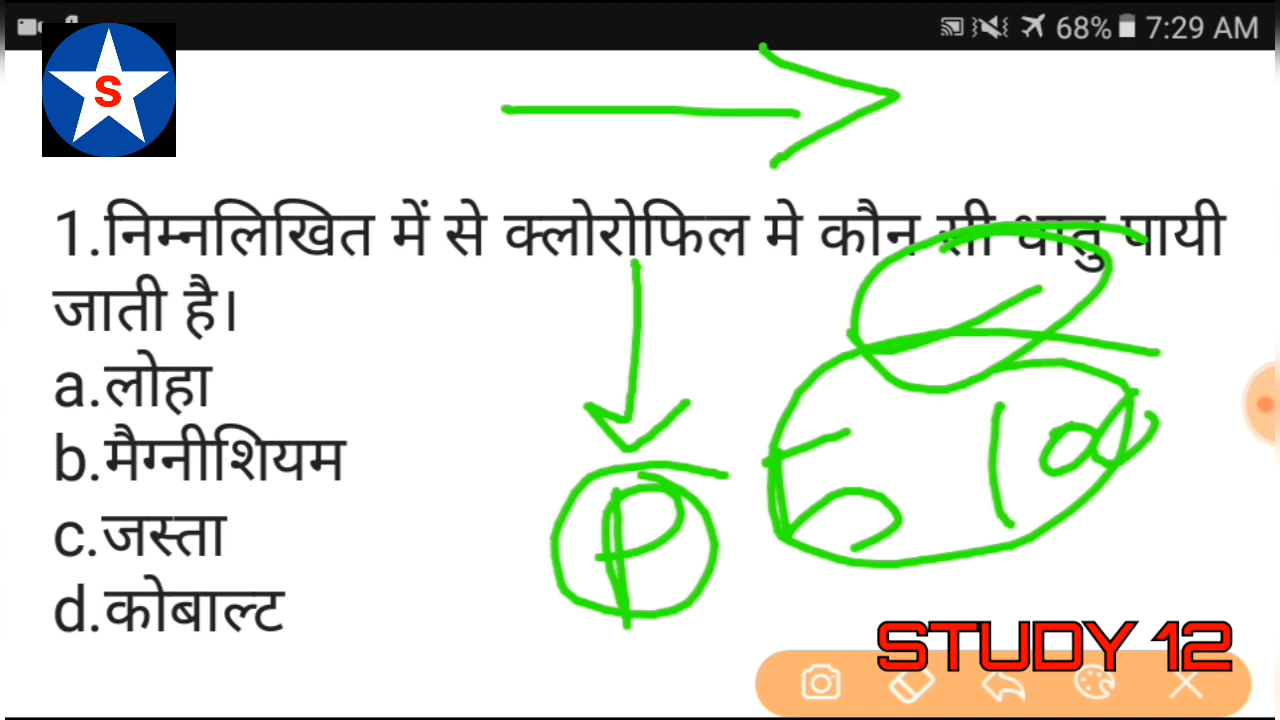 68% 7:29 AM
S
1.निम्नलिखित में से क्लोरोफिल मे कौन सी धातु पायी
जाती है।
a.लोहा
b.मैग्नीशियम
c.जस्ता
d.कोबाल्ट
P
STUDY 12